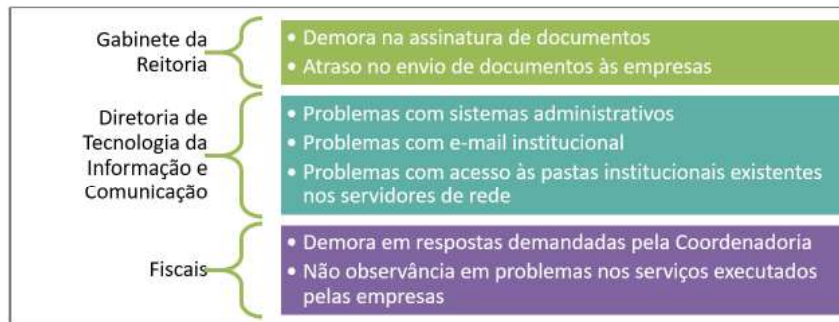 Gabinete da
Reitoria
• Demora na assinatura de documentos
• Atraso no envio de documentos às empresas
Diretoria de
Tecnologia da
Informação e
Comunicação
• Problemas com sistemas administrativos
• Problemas com e-mail institucional
• Problemas com acesso às pastas institucionais existentes
nos servidores de rede
Fiscais
• Demora em respostas demandadas pela Coordenadoria
• Não observância em problemas nos serviços executados
pelas empresas